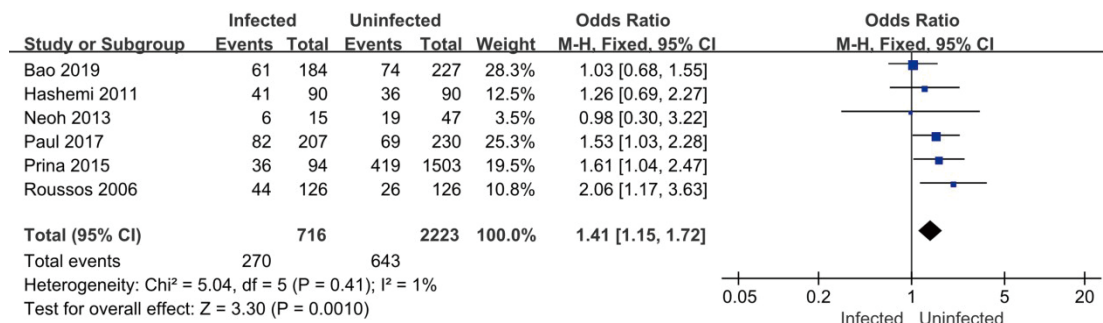 Infected Uninfected Odds Ratio Odds Ratio
Study or Subgroup Events Total Events Total Weight M-H, Fixed, 95% CI M-H, Fixed, 95% CI
Bao 2019 61 184 74 227 28.3% 1.03 [0.68, 1.55]
Hashemi 2011 41 90 36 90 12.5% 1.26 [0.69, 2.27]
Neoh 2013 6 15 19 47 3.5% 0.98 [0.30, 3.22]
Paul 2017 82 207 69 230 25.3% 1.53 [1.03, 2.28]
Prina 2015 36 94 419 1503 19.5% 1.61 [1.04, 2.47]
Roussos 2006 44 126 26 126 10.8% 2.06 [1.17, 3.63]
Total (95% CI) 716 2223 100.0% 1.41 [1.15, 1.72]
Total events 270 643
Heterogeneity: Chi² = 5.04, df = 5 (P = 0.41); I² = 1%
Test for overall effect: Z = 3.30 (P = 0.0010)
0.05 0.2 1 5 20
Infected Uninfected